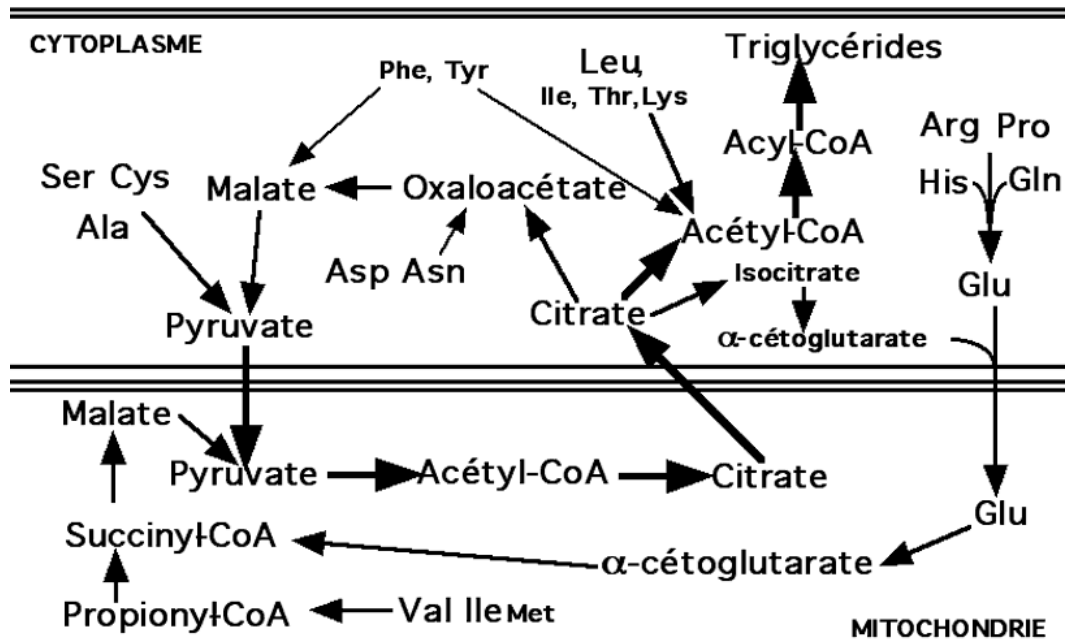 CYTOPLASME
Triglycérides
Phe, Tyr
Leu,
Ile, Thr,Lys
Acyl-CoA
Arg Pro
Ser Cys
Ala
Malate
Oxaloacétate
His
Gln
Acétyl-CoA
Asp Asn
Isocitrate
Glu
Citrate
Pyruvate
α-cétoglutarate
Malate
Pyruvate
Acétyl-CoA
Citrate
Glu
Succinyl-CoA
α-cétoglutarate
Propionyl-CoA
Val Ile Met
MITOCHONDRIE